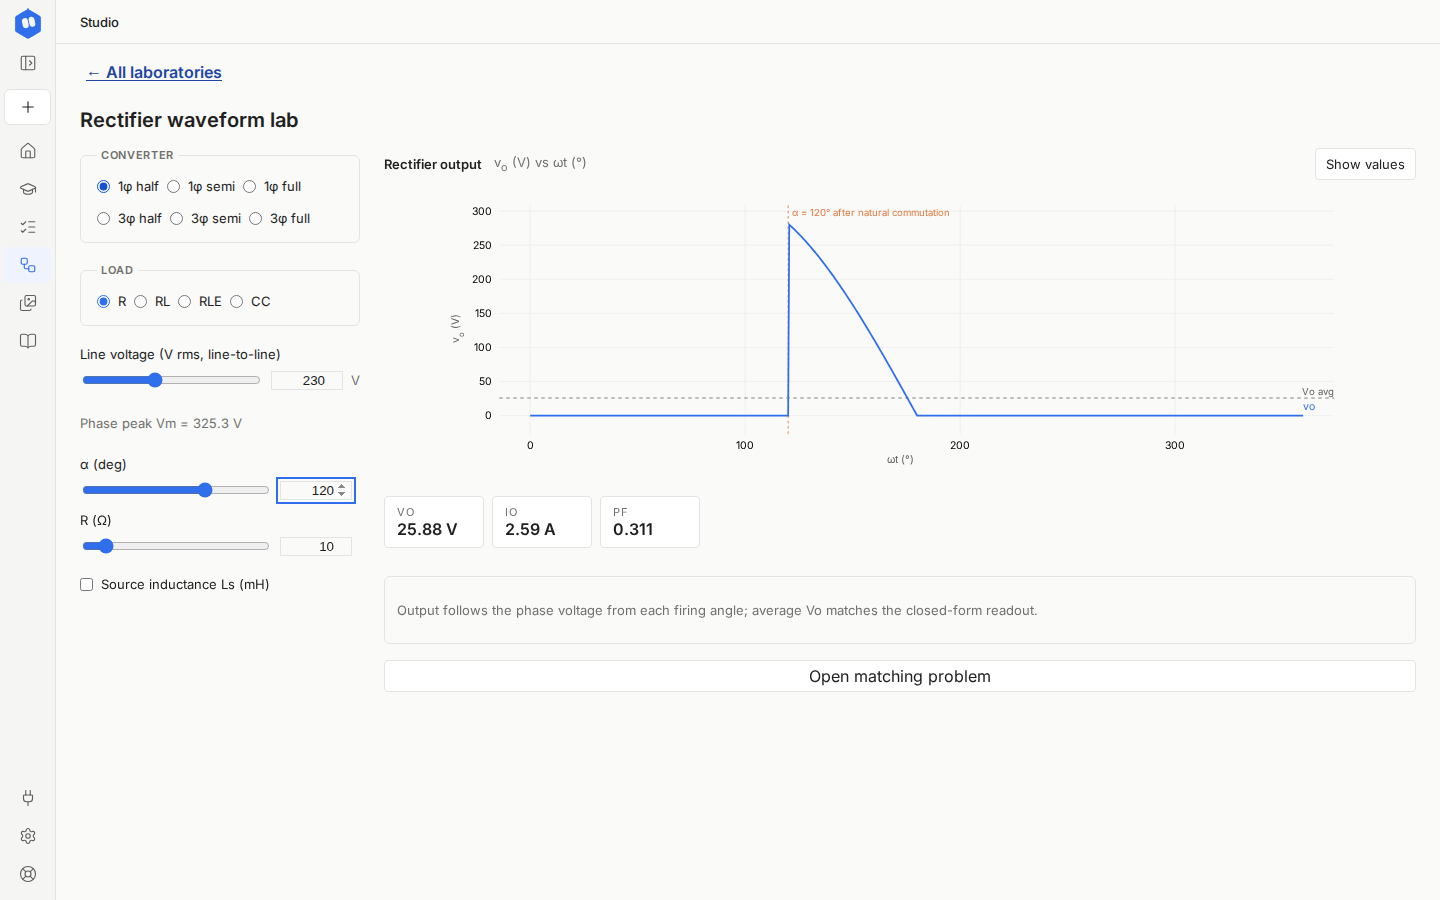 Studio
← All laboratories
Rectifier waveform lab
CONVERTER
1φ half 1φ semi 1φ full
3φ half 3φ semi 3φ full
LOAD
R RL RLE CC
Line voltage (V rms, line-to-line)
230 V
Phase peak Vm = 325.3 V
α (deg)
120
R (Ω)
10
Source inductance Ls (mH)
Rectifier output vo (V) vs ωt (°)
Show values
α = 120° after natural commutation
300
250
200
150
100
50
0
vo (V)
Vo avg
vo
0 100 200 300
ωt (°)
VO
25.88 V
IO
2.59 A
PF
0.311
Output follows the phase voltage from each firing angle; average Vo matches the closed-form readout.
Open matching problem